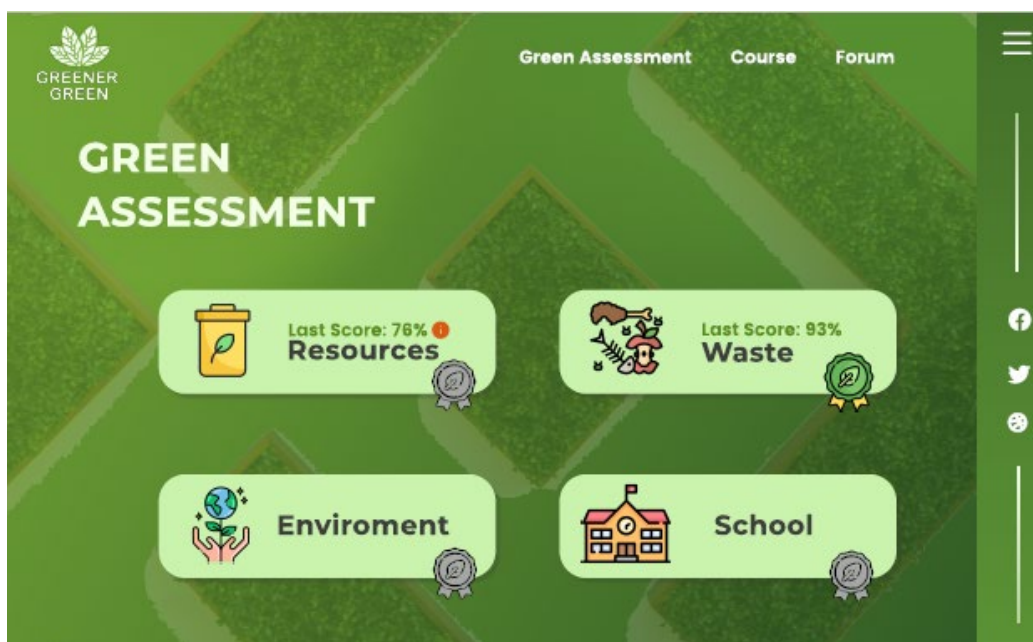 GREENER
GREEN
Green Assessment Course Forum
GREEN
ASSESSMENT
Last Score: 76%
Resources
Last Score: 93%
Waste
Enviroment
School